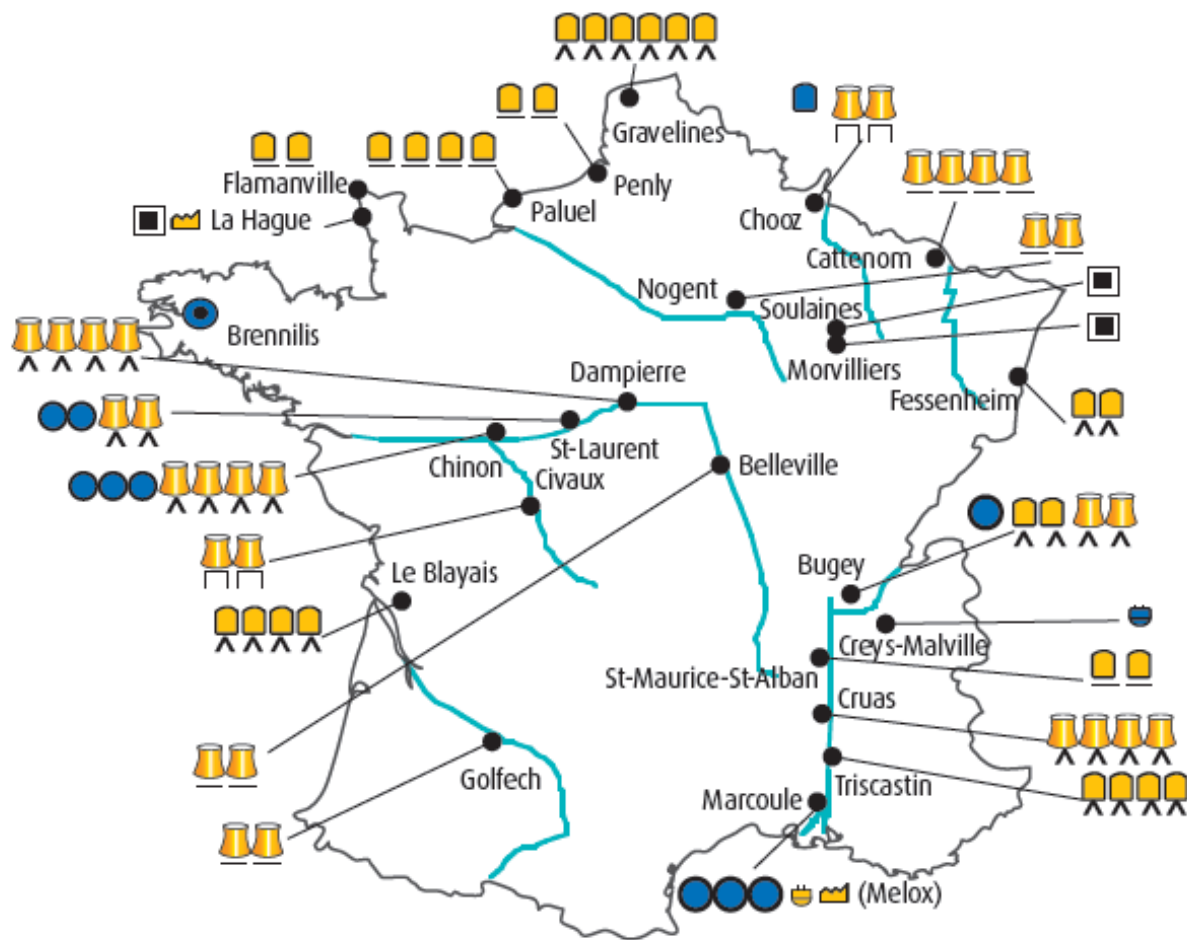 Gravelines
Penly
Flamanville
Paluel
La Hague
Chooz
Cattenom
Nogent
Soulaines
Brennilis
Morvilliers
Dampierre
Fessenheim
St-Laurent
Chinon
Civaux
Belleville
Bugey
Le Blayais
Creys-Malville
St-Maurice-St-Alban
Cruas
Golfech
Triscastin
Marcoule
(Melox)